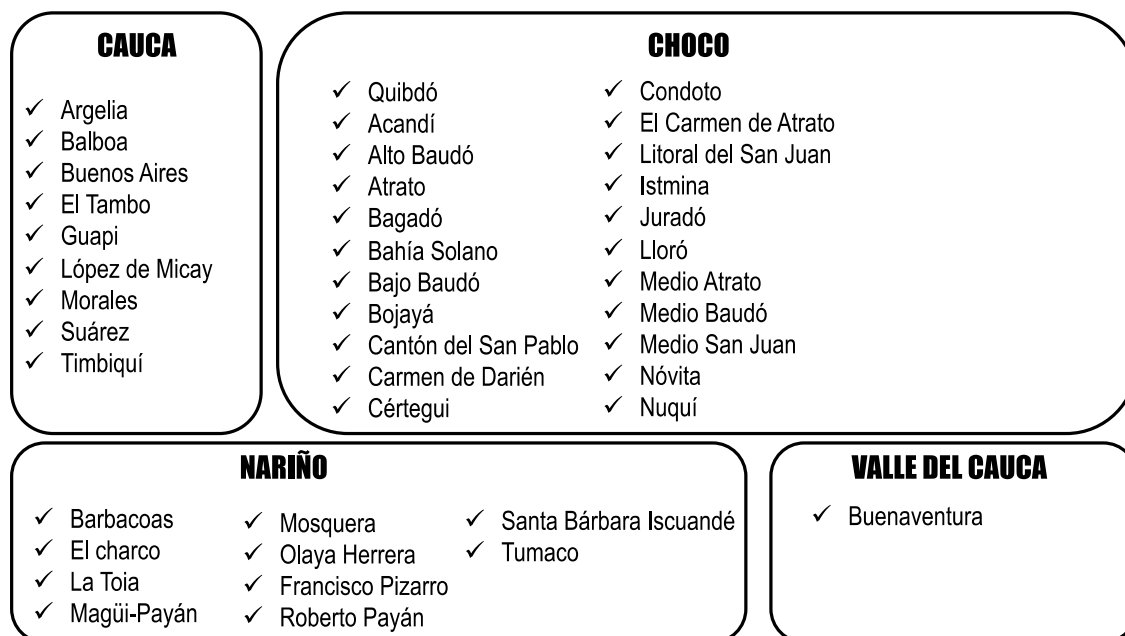 CAUCA
✓ Argelia
✓ Balboa
✓ Buenos Aires
✓ El Tambo
✓ Guapi
✓ López de Micay
✓ Morales
✓ Suárez
✓ Timbiquí
CHOCO
✓ Quibdó
✓ Acandí
✓ Alto Baudó
✓ Atrato
✓ Bagadó
✓ Bahía Solano
✓ Bajo Baudó
✓ Bojayá
✓ Cantón del San Pablo
✓ Carmen de Darién
✓ Cértegui
✓ Condoto
✓ El Carmen de Atrato
✓ Litoral del San Juan
✓ Istmina
✓ Juradó
✓ Lloró
✓ Medio Atrato
✓ Medio Baudó
✓ Medio San Juan
✓ Nóvita
✓ Nuquí
NARIÑO
✓ Barbacoas
✓ El charco
✓ La Toia
✓ Magüi-Payán
✓ Mosquera
✓ Olaya Herrera
✓ Francisco Pizarro
✓ Roberto Payán
✓ Santa Bárbara Iscuandé
✓ Tumaco
VALLE DEL CAUCA
✓ Buenaventura